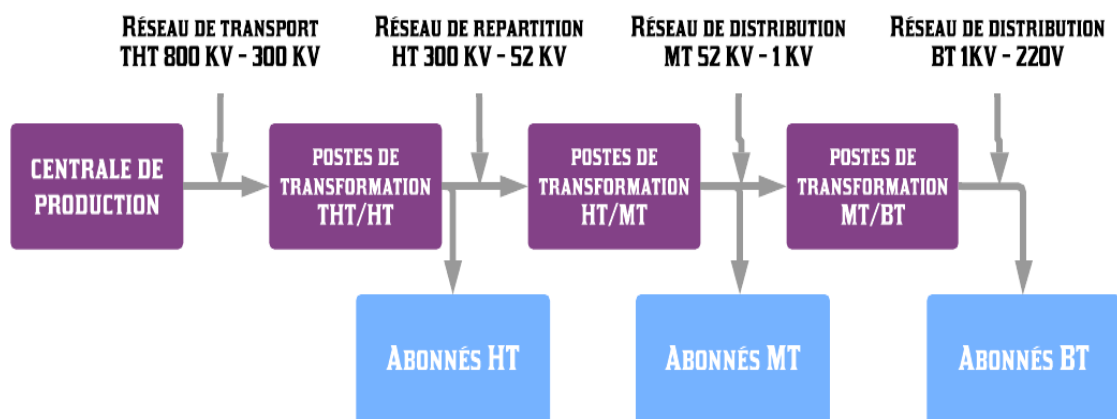 Réseau de transport
THT 800 KV - 300 KV
Réseau de repartition
HT 300 KV - 52 KV
Réseau de distribution
MT 52 KV - 1 KV
Réseau de distribution
BT 1KV - 220V
centrale de
production
postes de
transformation
THT/HT
postes de
transformation
HT/MT
postes de
transformation
MT/BT
Abonnés HT
Abonnés MT
Abonnés BT